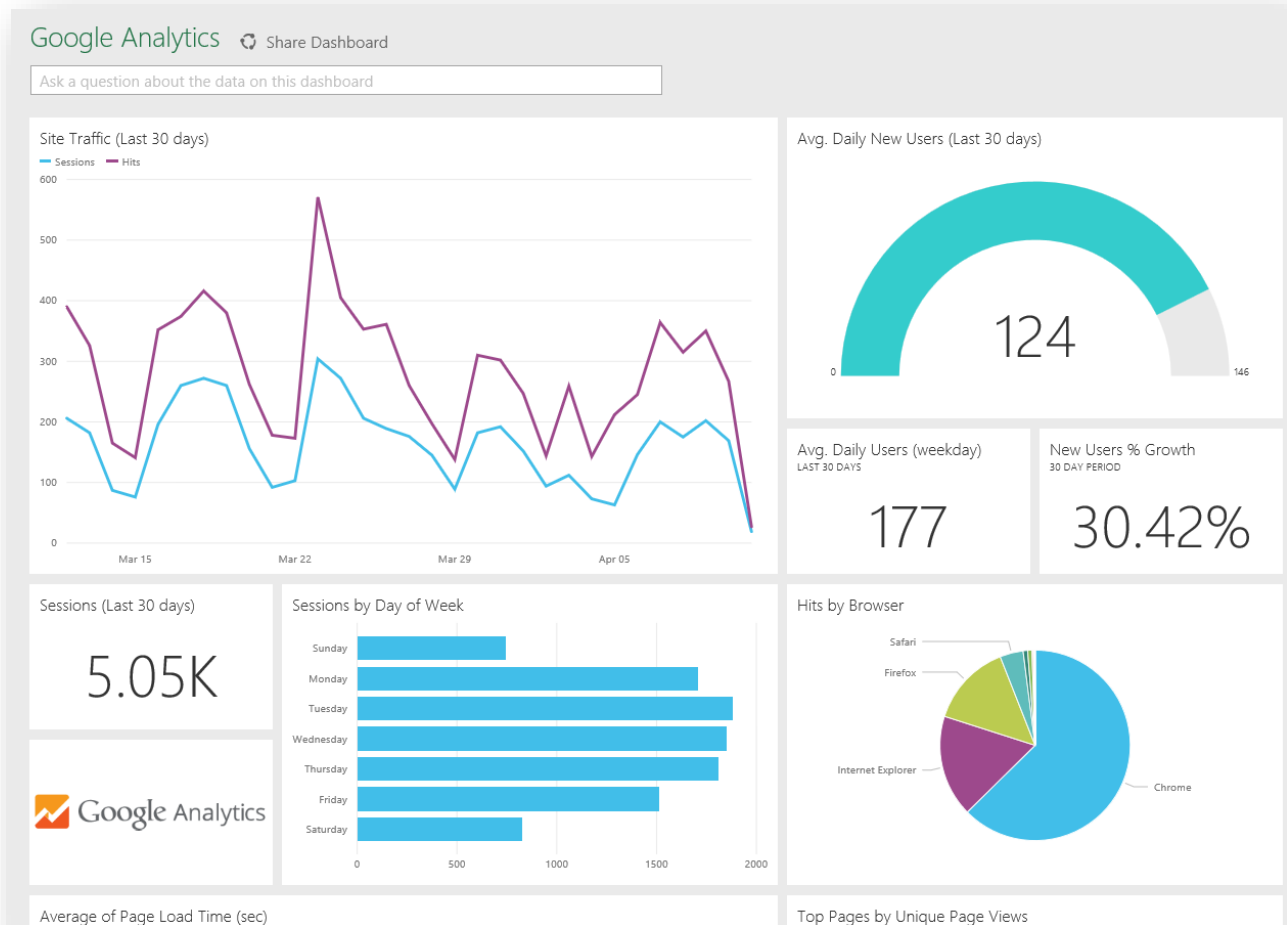 Google Analytics Share Dashboard
Ask a question about the data on this dashboard
Site Traffic (Last 30 days)
Sessions Hits
600
500
400
300
200
100
0
Mar 15 Mar 22 Mar 29 Apr 05
Avg. Daily New Users (Last 30 days)
124
0 146
Avg. Daily Users (weekday)
LAST 30 DAYS
177
New Users % Growth
30 DAY PERIOD
30.42%
Sessions (Last 30 days)
5.05K
Google Analytics
Sessions by Day of Week
Sunday
Monday
Tuesday
Wednesday
Thursday
Friday
Saturday
0 500 1000 1500 2000
Hits by Browser
Safari
Firefox
Internet Explorer
Chrome
Average of Page Load Time (sec)
Top Pages by Unique Page Views